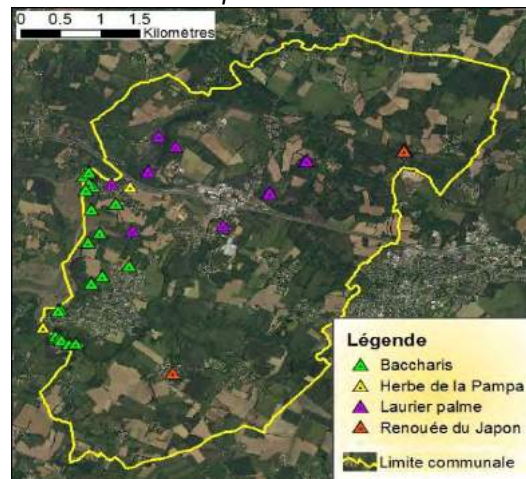 0 0.5 1 1.5
Kilomètres
Légende
Baccharis
Herbe de la Pampa
Laurier palme
Renouée du Japon
Limite communale